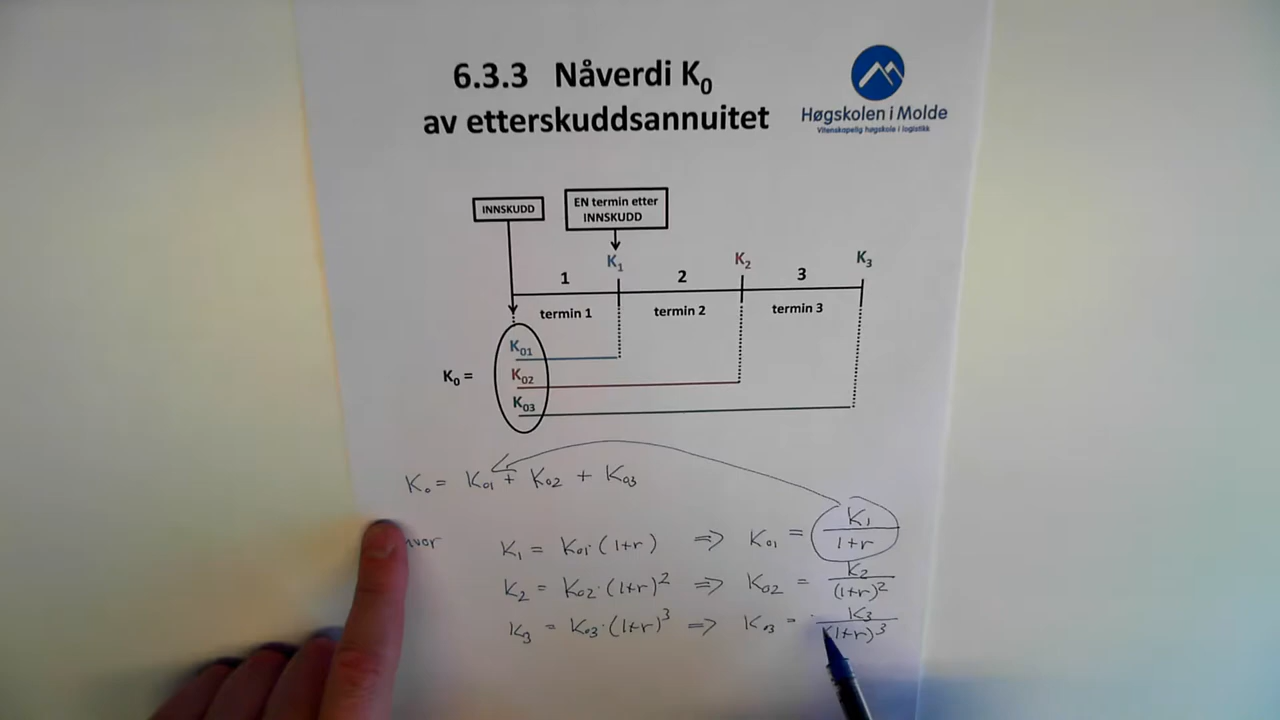 6.3.3 Nåverdi K₀
av etterskuddsannuitet
Høgskolen i Molde
Vitenskapelig høgskole i logistikk
INNSKUDD
EN termin etter
INNSKUDD
K₁ K₂ K₃
1 2 3
termin 1 termin 2 termin 3
K₀₁
K₀ = K₀₂
K₀₃
K₀ = K₀₁ + K₀₂ + K₀₃
hvor K₁ = K₀₁·(1+r) => K₀₁ = K₁/(1+r)
K₂ = K₀₂·(1+r)² => K₀₂ = K₂/(1+r)²
K₃ = K₀₃·(1+r)³ => K₀₃ = K₃/(1+r)³